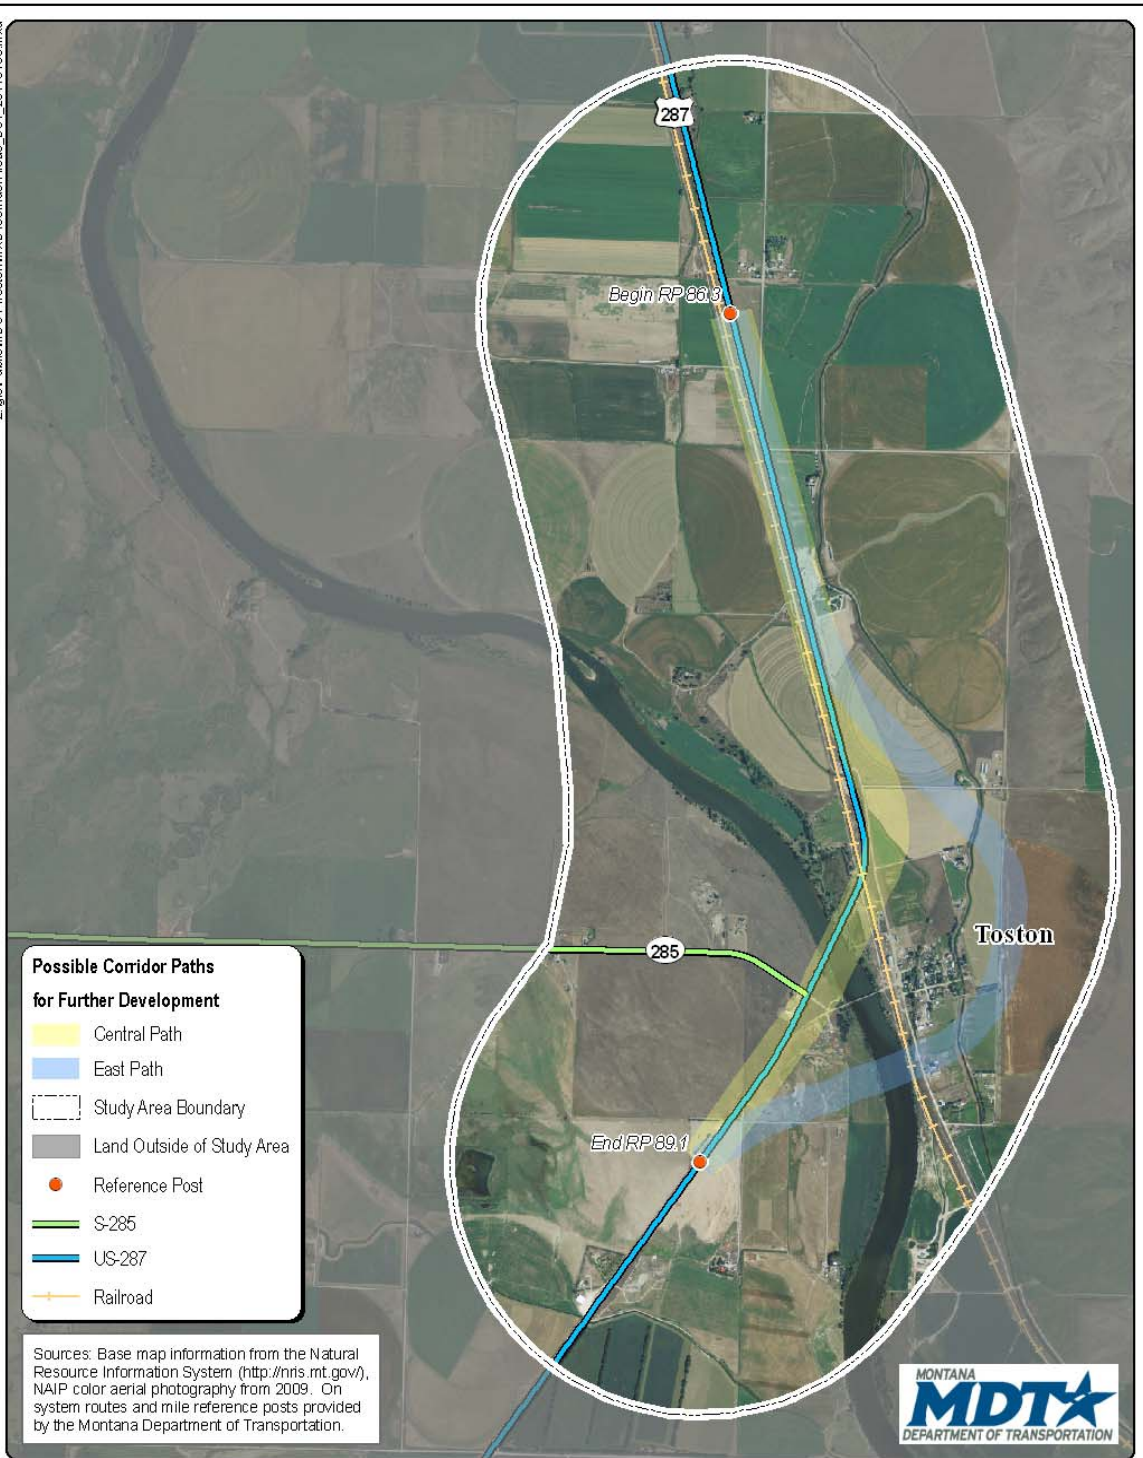 287
Begin RP 86.3
Toston
285
End RP 89.1
Possible Corridor Paths
for Further Development
Central Path
East Path
Study Area Boundary
Land Outside of Study Area
Reference Post
S-285
US-287
Railroad
Sources: Base map information from the Natural
Resource Information System (http://nris.mt.gov/),
NAIP color aerial photography from 2009. On
system routes and mile reference posts provided
by the Montana Department of Transportation.
MONTANA
MDT
DEPARTMENT OF TRANSPORTATION